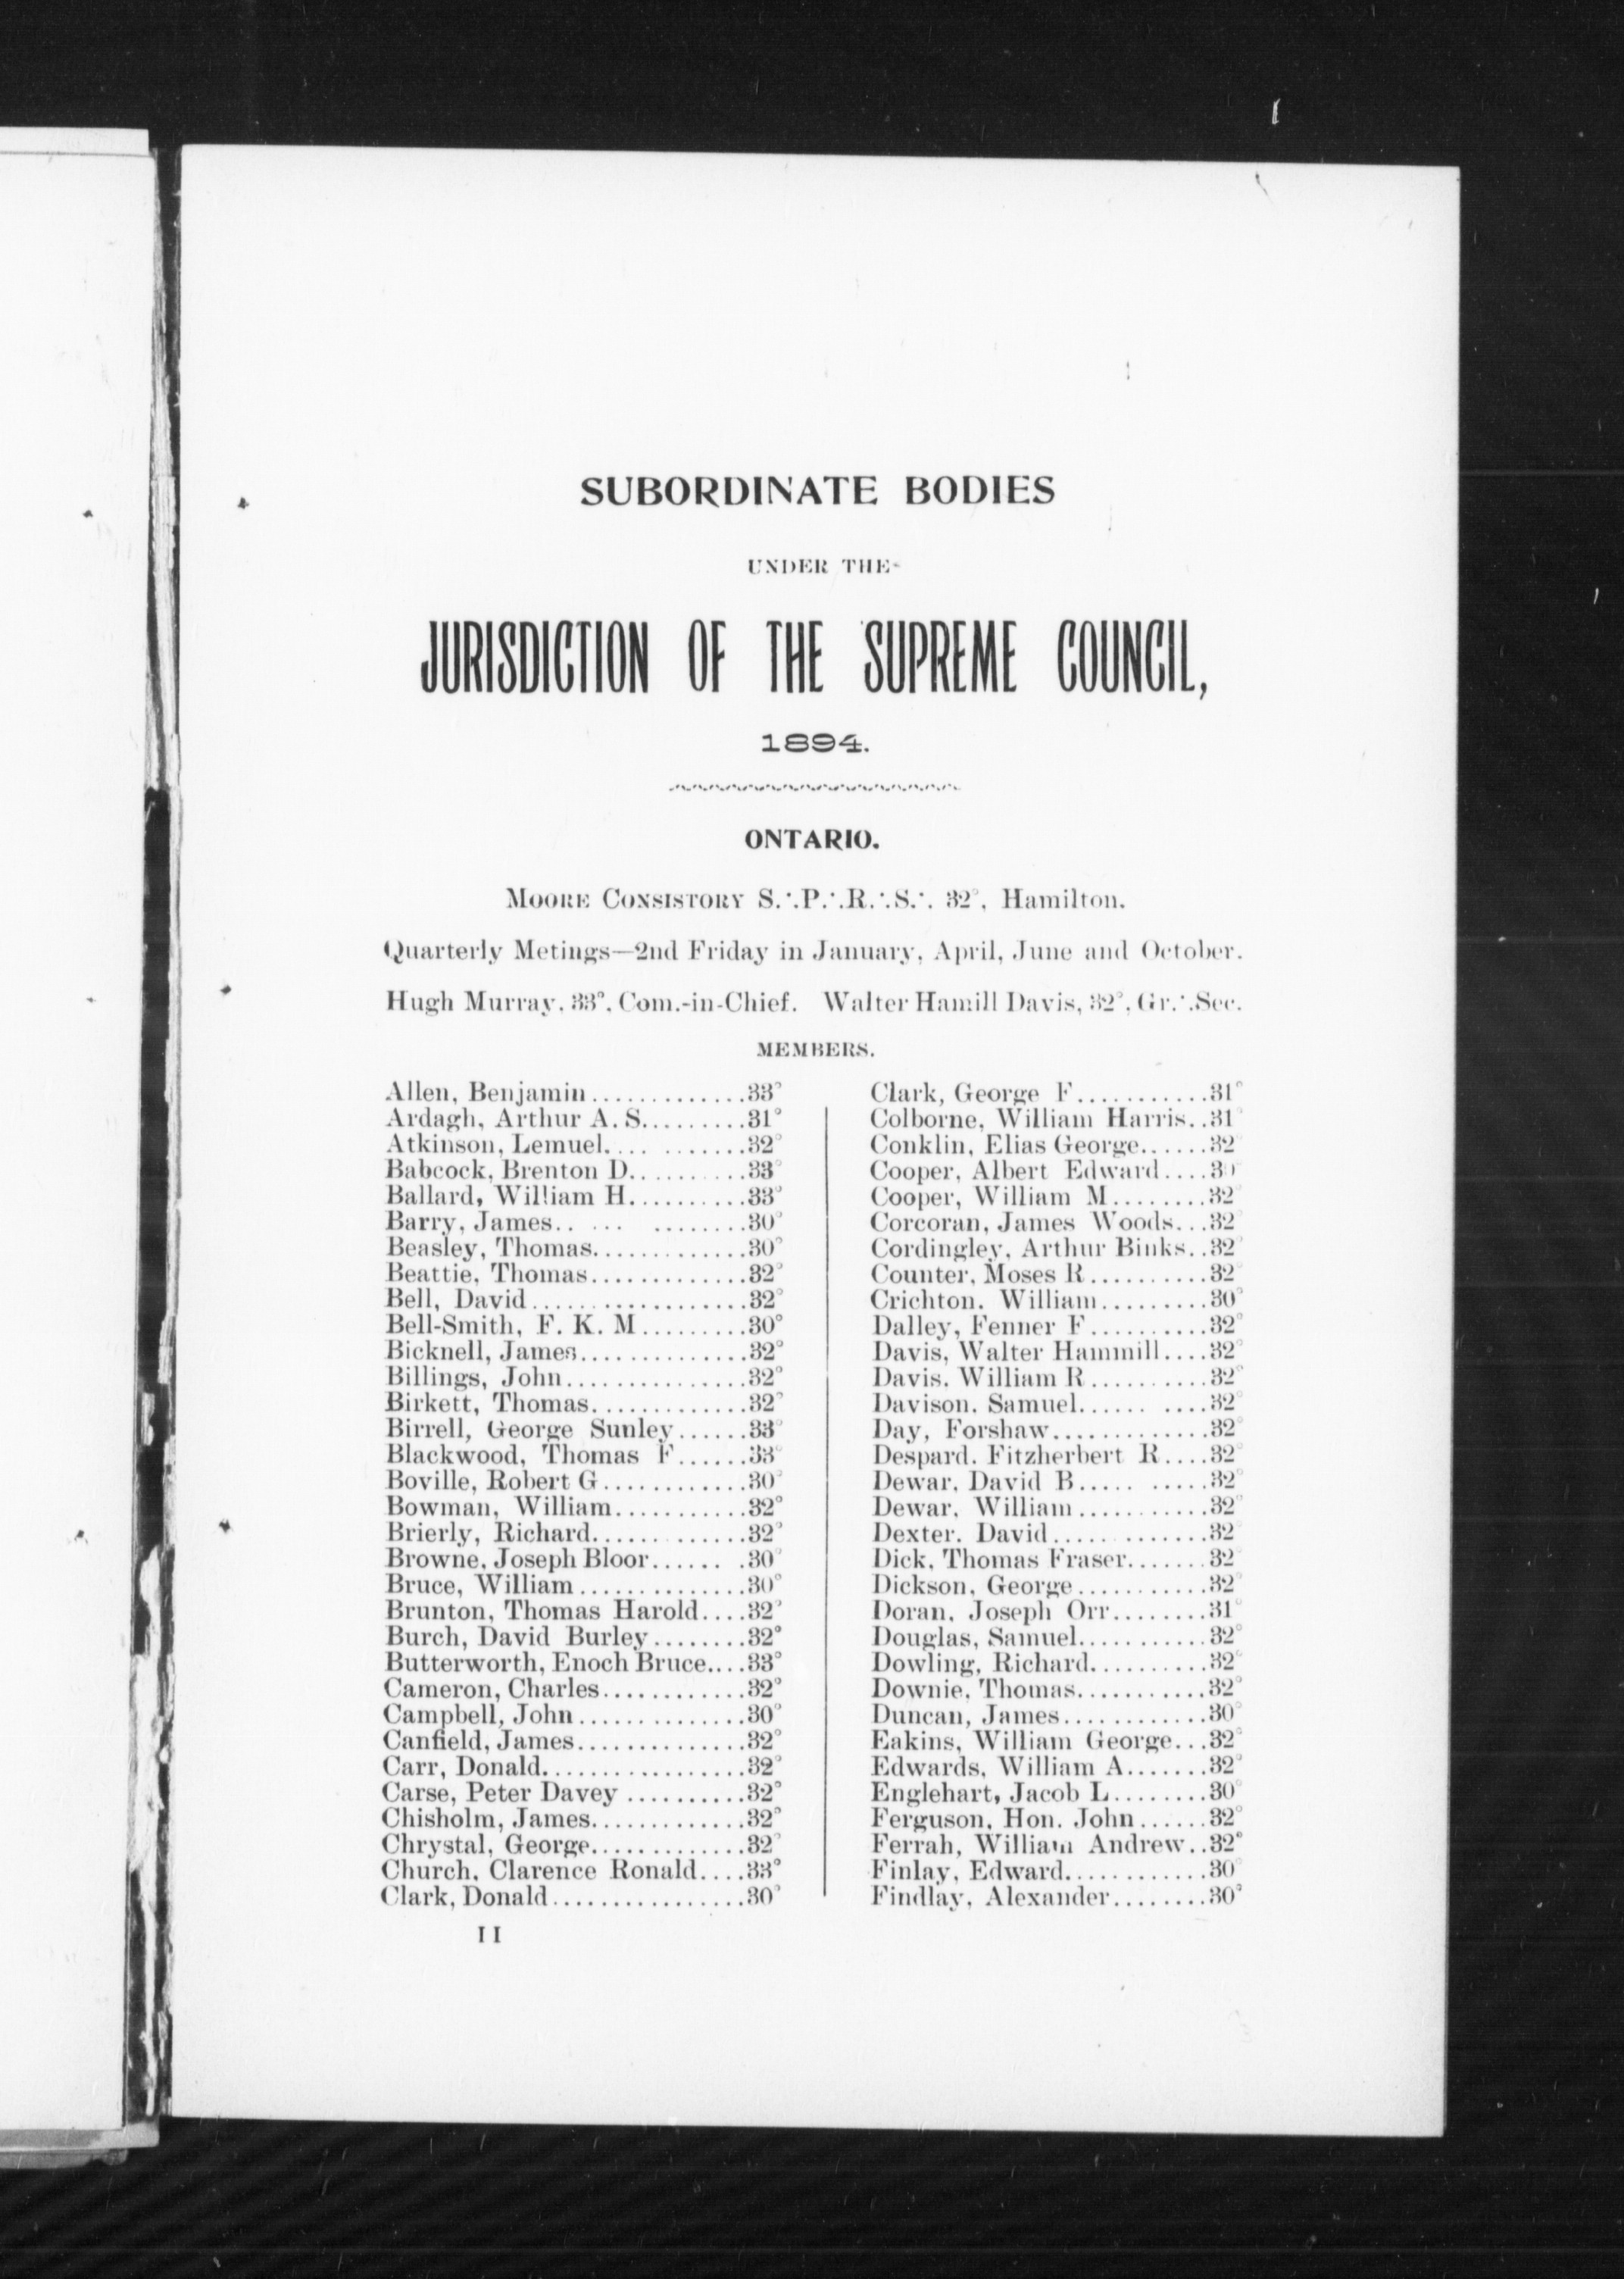 SUBORDINATE BODIES
UNDER THE
JURISDICTION OF THE SUPREME COUNCIL,
1894.
ONTARIO.
MOORE CONSISTORY S.∴P.∴R.∴S.∴ 32°, Hamilton.
Quarterly Metings—2nd Friday in January, April, June and October.
Hugh Murray, 33°, Com.-in-Chief. Walter Hamill Davis, 32°, Gr.∴Sec.
MEMBERS.
Allen, Benjamin..............33°
Ardagh, Arthur A. S.........31°
Atkinson, Lemuel.... ........32°
Babcock, Brenton D..........33°
Ballard, William H..........33°
Barry, James.. ... ........30°
Beasley, Thomas.............30°
Beattie, Thomas.............32°
Bell, David...................32°
Bell-Smith, F. K. M.........30°
Bicknell, James..............32°
Billings, John...............32°
Birkett, Thomas.............32°
Birrell, George Sunley......33°
Blackwood, Thomas F......33°
Boville, Robert G............30°
Bowman, William...........32°
Brierly, Richard.............32°
Browne, Joseph Bloor...... .30°
Bruce, William..............30°
Brunton, Thomas Harold....32°
Burch, David Burley........32°
Butterworth, Enoch Bruce....33°
Cameron, Charles............32°
Campbell, John..............30°
Canfield, James..............32°
Carr, Donald.................32°
Carse, Peter Davey..........32°
Chisholm, James.............32°
Chrystal, George.............32°
Church, Clarence Ronald....33°
Clark, Donald................30°
Clark, George F...........31°
Colborne, William Harris..31°
Conklin, Elias George......32°
Cooper, Albert Edward....30°
Cooper, William M........32°
Corcoran, James Woods...32°
Cordingley, Arthur Binks..32°
Counter, Moses R..........32°
Crichton. William.........30°
Dalley, Fenner F..........32°
Davis, Walter Hammill....32°
Davis. William R..........32°
Davison. Samuel...... ....32°
Day, Forshaw.............32°
Despard. Fitzherbert R....32°
Dewar, David B..... .....32°
Dewar, William...........32°
Dexter. David.............32°
Dick, Thomas Fraser.......32°
Dickson, George...........32°
Doran, Joseph Orr........31°
Douglas, Samuel...........32°
Dowling, Richard..........32°
Downie, Thomas...........32°
Duncan, James............30°
Eakins, William George...32°
Edwards, William A.......32°
Englehart, Jacob L........30°
Ferguson, Hon. John......32°
Ferrah, William Andrew..32°
Finlay, Edward............30°
Findlay, Alexander........30°
II